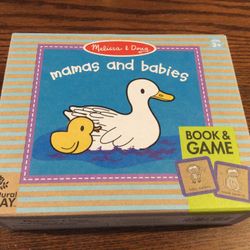 Melissa & Doug
3+
mamas and babies
BOOK &
GAME